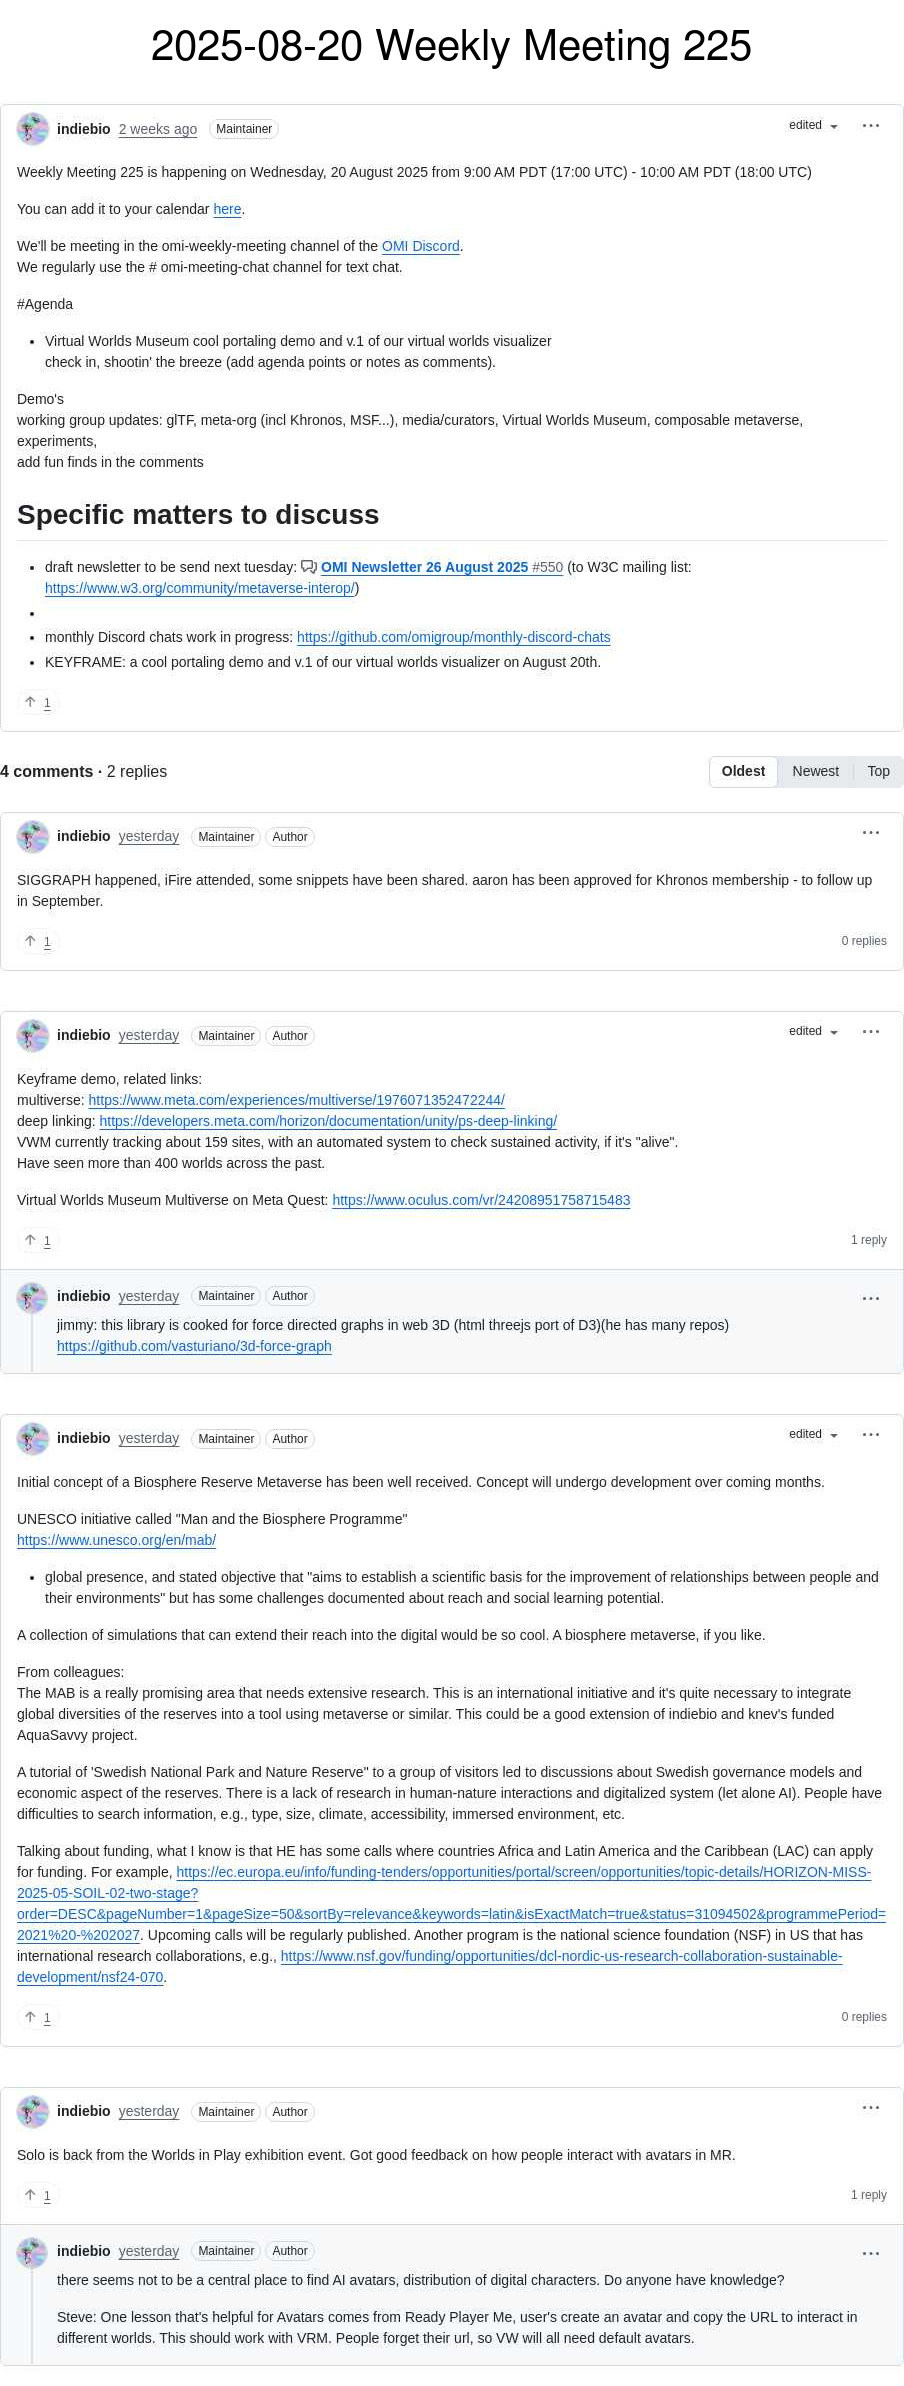 2025-08-20 Weekly Meeting 225
indiebio 2 weeks ago Maintainer edited ...
Weekly Meeting 225 is happening on Wednesday, 20 August 2025 from 9:00 AM PDT (17:00 UTC) - 10:00 AM PDT (18:00 UTC)
You can add it to your calendar here.
We'll be meeting in the omi-weekly-meeting channel of the OMI Discord.
We regularly use the # omi-meeting-chat channel for text chat.
#Agenda
• Virtual Worlds Museum cool portaling demo and v.1 of our virtual worlds visualizer
check in, shootin' the breeze (add agenda points or notes as comments).
Demo's
working group updates: glTF, meta-org (incl Khronos, MSF...), media/curators, Virtual Worlds Museum, composable metaverse,
experiments,
add fun finds in the comments
Specific matters to discuss
• draft newsletter to be send next tuesday: OMI Newsletter 26 August 2025 #550 (to W3C mailing list:
https://www.w3.org/community/metaverse-interop/)
•
• monthly Discord chats work in progress: https://github.com/omigroup/monthly-discord-chats
• KEYFRAME: a cool portaling demo and v.1 of our virtual worlds visualizer on August 20th.
↑ 1
4 comments · 2 replies Oldest Newest Top
indiebio yesterday Maintainer Author ...
SIGGRAPH happened, iFire attended, some snippets have been shared. aaron has been approved for Khronos membership - to follow up
in September.
↑ 1 0 replies
indiebio yesterday Maintainer Author edited ...
Keyframe demo, related links:
multiverse: https://www.meta.com/experiences/multiverse/1976071352472244/
deep linking: https://developers.meta.com/horizon/documentation/unity/ps-deep-linking/
VWM currently tracking about 159 sites, with an automated system to check sustained activity, if it's "alive".
Have seen more than 400 worlds across the past.
Virtual Worlds Museum Multiverse on Meta Quest: https://www.oculus.com/vr/24208951758715483
↑ 1 1 reply
indiebio yesterday Maintainer Author ...
jimmy: this library is cooked for force directed graphs in web 3D (html threejs port of D3)(he has many repos)
https://github.com/vasturiano/3d-force-graph
indiebio yesterday Maintainer Author edited ...
Initial concept of a Biosphere Reserve Metaverse has been well received. Concept will undergo development over coming months.
UNESCO initiative called "Man and the Biosphere Programme"
https://www.unesco.org/en/mab/
• global presence, and stated objective that "aims to establish a scientific basis for the improvement of relationships between people and
their environments" but has some challenges documented about reach and social learning potential.
A collection of simulations that can extend their reach into the digital would be so cool. A biosphere metaverse, if you like.
From colleagues:
The MAB is a really promising area that needs extensive research. This is an international initiative and it's quite necessary to integrate
global diversities of the reserves into a tool using metaverse or similar. This could be a good extension of indiebio and knev's funded
AquaSavvy project.
A tutorial of 'Swedish National Park and Nature Reserve" to a group of visitors led to discussions about Swedish governance models and
economic aspect of the reserves. There is a lack of research in human-nature interactions and digitalized system (let alone AI). People have
difficulties to search information, e.g., type, size, climate, accessibility, immersed environment, etc.
Talking about funding, what I know is that HE has some calls where countries Africa and Latin America and the Caribbean (LAC) can apply
for funding. For example, https://ec.europa.eu/info/funding-tenders/opportunities/portal/screen/opportunities/topic-details/HORIZON-MISS-
2025-05-SOIL-02-two-stage?
order=DESC&pageNumber=1&pageSize=50&sortBy=relevance&keywords=latin&isExactMatch=true&status=31094502&programmePeriod=
2021%20-%202027. Upcoming calls will be regularly published. Another program is the national science foundation (NSF) in US that has
international research collaborations, e.g., https://www.nsf.gov/funding/opportunities/dcl-nordic-us-research-collaboration-sustainable-
development/nsf24-070.
↑ 1 0 replies
indiebio yesterday Maintainer Author ...
Solo is back from the Worlds in Play exhibition event. Got good feedback on how people interact with avatars in MR.
↑ 1 1 reply
indiebio yesterday Maintainer Author ...
there seems not to be a central place to find AI avatars, distribution of digital characters. Do anyone have knowledge?
Steve: One lesson that's helpful for Avatars comes from Ready Player Me, user's create an avatar and copy the URL to interact in
different worlds. This should work with VRM. People forget their url, so VW will all need default avatars.